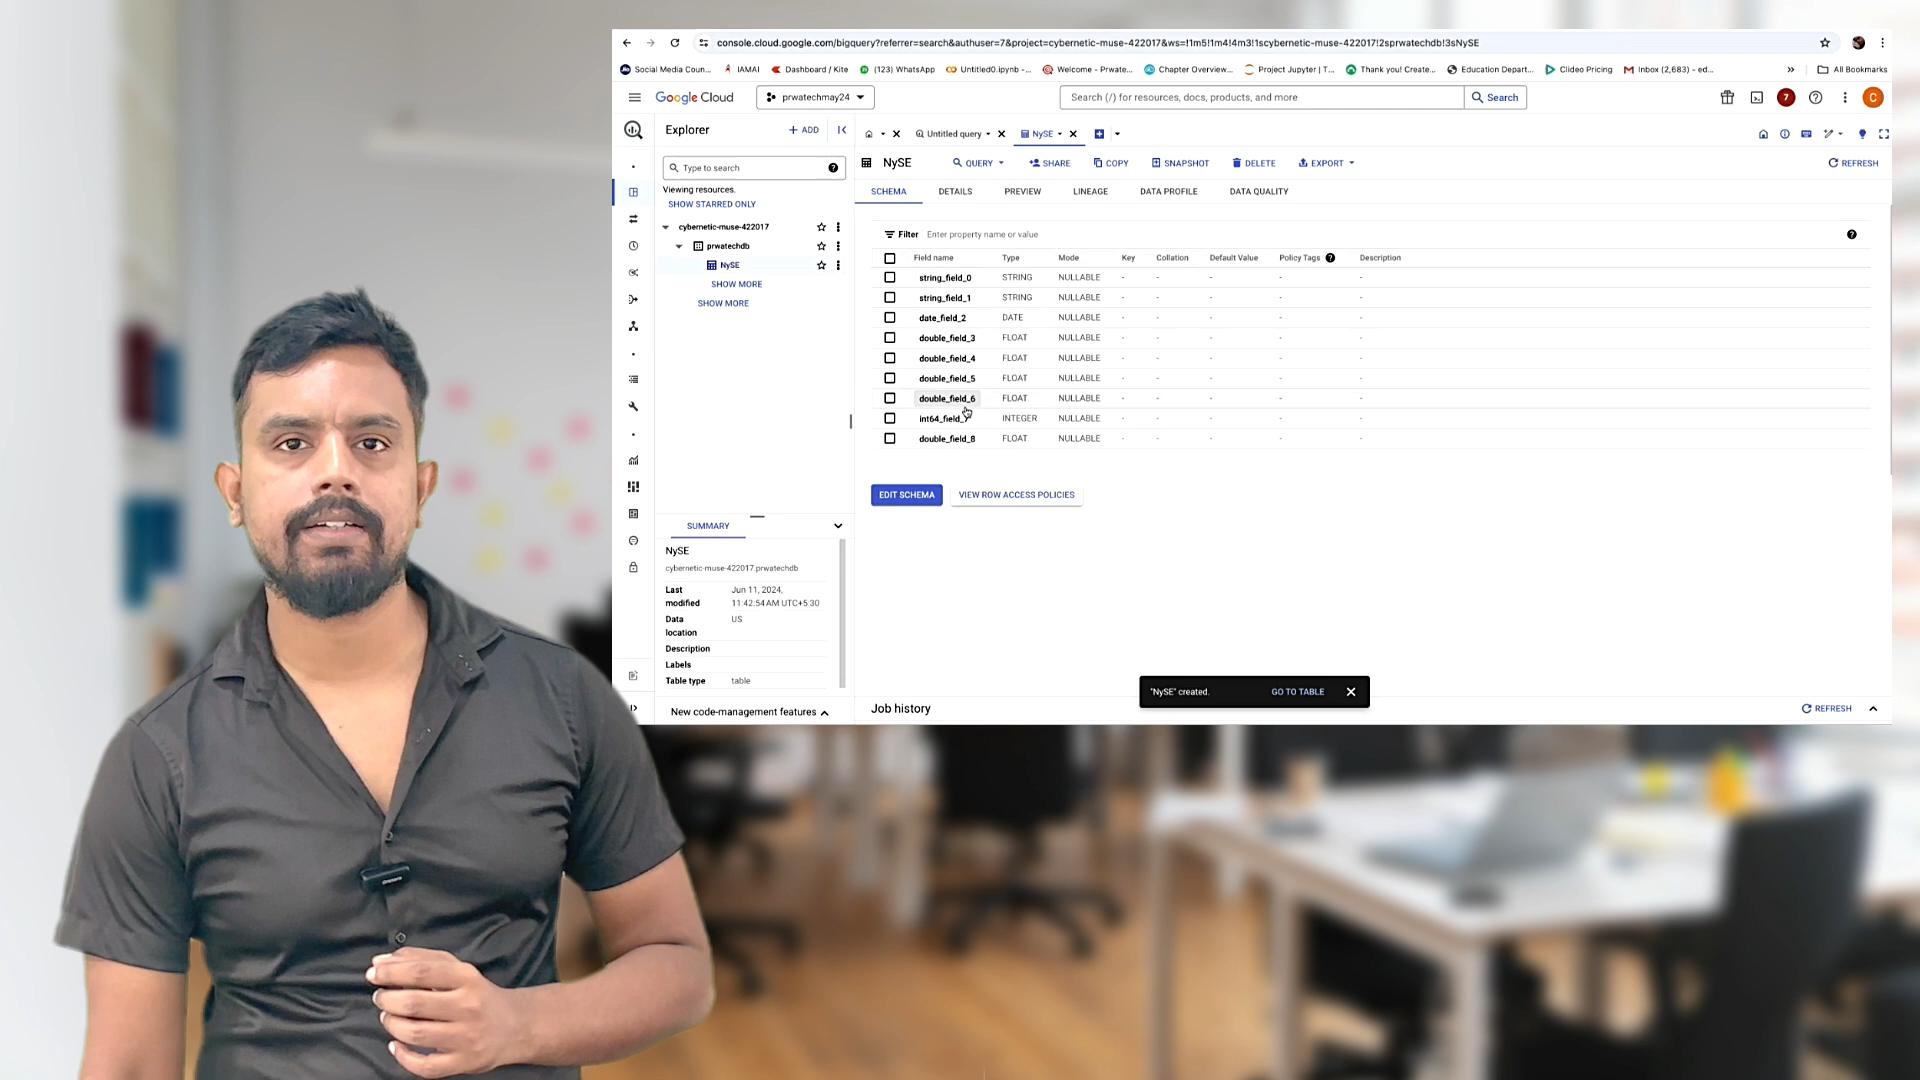 console.cloud.google.com/bigquery?referrer=search&authuser=7&project=cybernetic-muse-422017&ws=!1m5!1m4!4m3!1scybernetic-muse-422017!2sprwatechdb!3sNySE
Social Media Coun... IAMAI Dashboard / Kite (123) WhatsApp Untitled0.ipynb -... Welcome - Prwate... Chapter Overview... Project Jupyter | T... Thank you! Create... Education Depart... Clideo Pricing Inbox (2,683) - ed... » All Bookmarks
Google Cloud prwatechmay24 Search (/) for resources, docs, products, and more Search 7 C
Explorer + ADD
Untitled query NySE
Type to search
NySE QUERY SHARE COPY SNAPSHOT DELETE EXPORT REFRESH
Viewing resources.
SHOW STARRED ONLY
SCHEMA DETAILS PREVIEW LINEAGE DATA PROFILE DATA QUALITY
cybernetic-muse-422017
prwatechdb
NySE
SHOW MORE
SHOW MORE
Filter Enter property name or value
Field name Type Mode Key Collation Default Value Policy Tags Description
string_field_0 STRING NULLABLE - - - - -
string_field_1 STRING NULLABLE - - - - -
date_field_2 DATE NULLABLE - - - - -
double_field_3 FLOAT NULLABLE - - - - -
double_field_4 FLOAT NULLABLE - - - - -
double_field_5 FLOAT NULLABLE - - - - -
double_field_6 FLOAT NULLABLE - - - - -
int64_field_7 INTEGER NULLABLE - - - - -
double_field_8 FLOAT NULLABLE - - - - -
EDIT SCHEMA VIEW ROW ACCESS POLICIES
SUMMARY
NySE
cybernetic-muse-422017.prwatechdb
Last modified Jun 11, 2024, 11:42:54 AM UTC+5:30
Data location US
Description
Labels
Table type table
New code-management features
"NySE" created. GO TO TABLE
Job history REFRESH